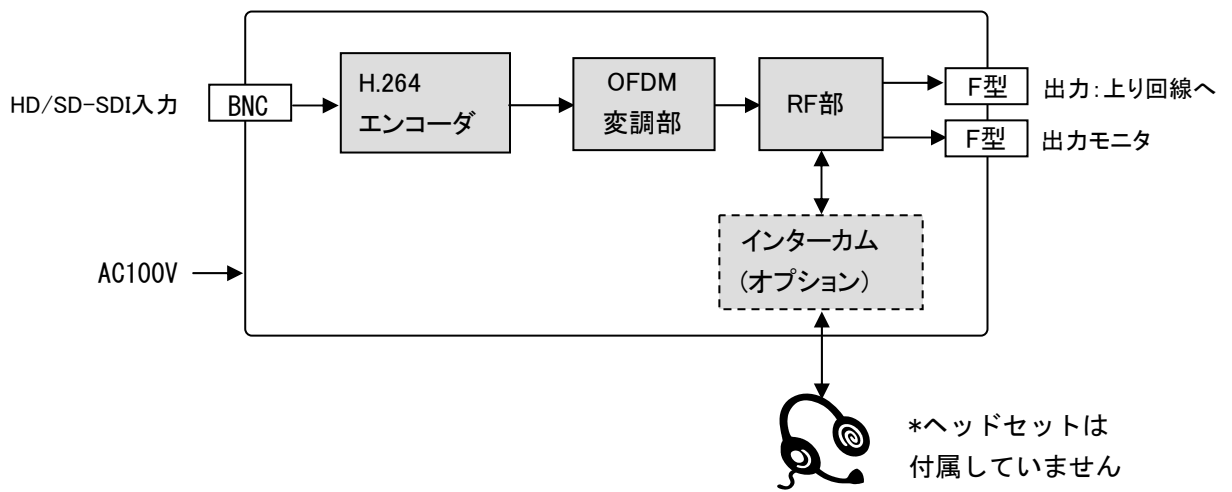 HD/SD-SDI入力
BNC
H.264
エンコーダ
OFDM
変調部
RF部
F型
出力:上り回線へ
F型
出力モニタ
インターカム
(オプション)
AC100V
*ヘッドセットは
付属していません